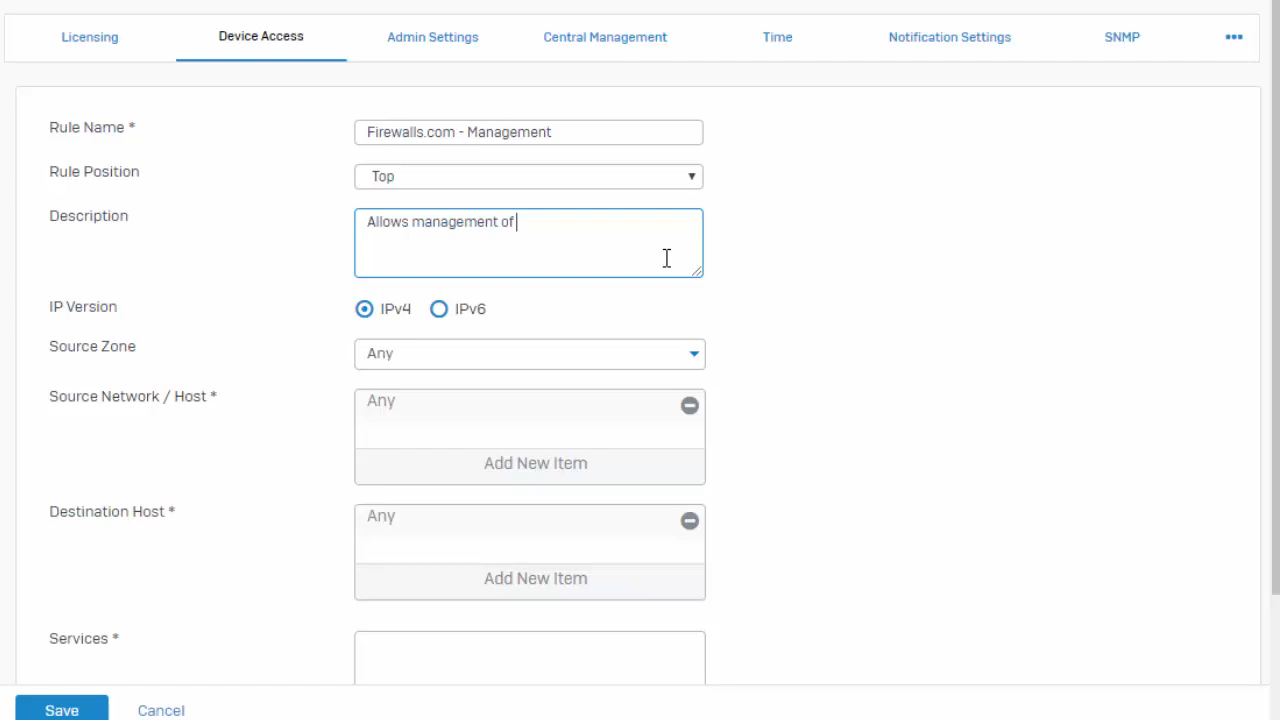 Licensing
Device Access
Admin Settings
Central Management
Time
Notification Settings
SNMP
Rule Name *
Firewalls.com - Management
Rule Position
Top
Description
Allows management of
IP Version
IPv4
IPv6
Source Zone
Any
Source Network / Host *
Any
Add New Item
Destination Host *
Any
Add New Item
Services *
Save
Cancel